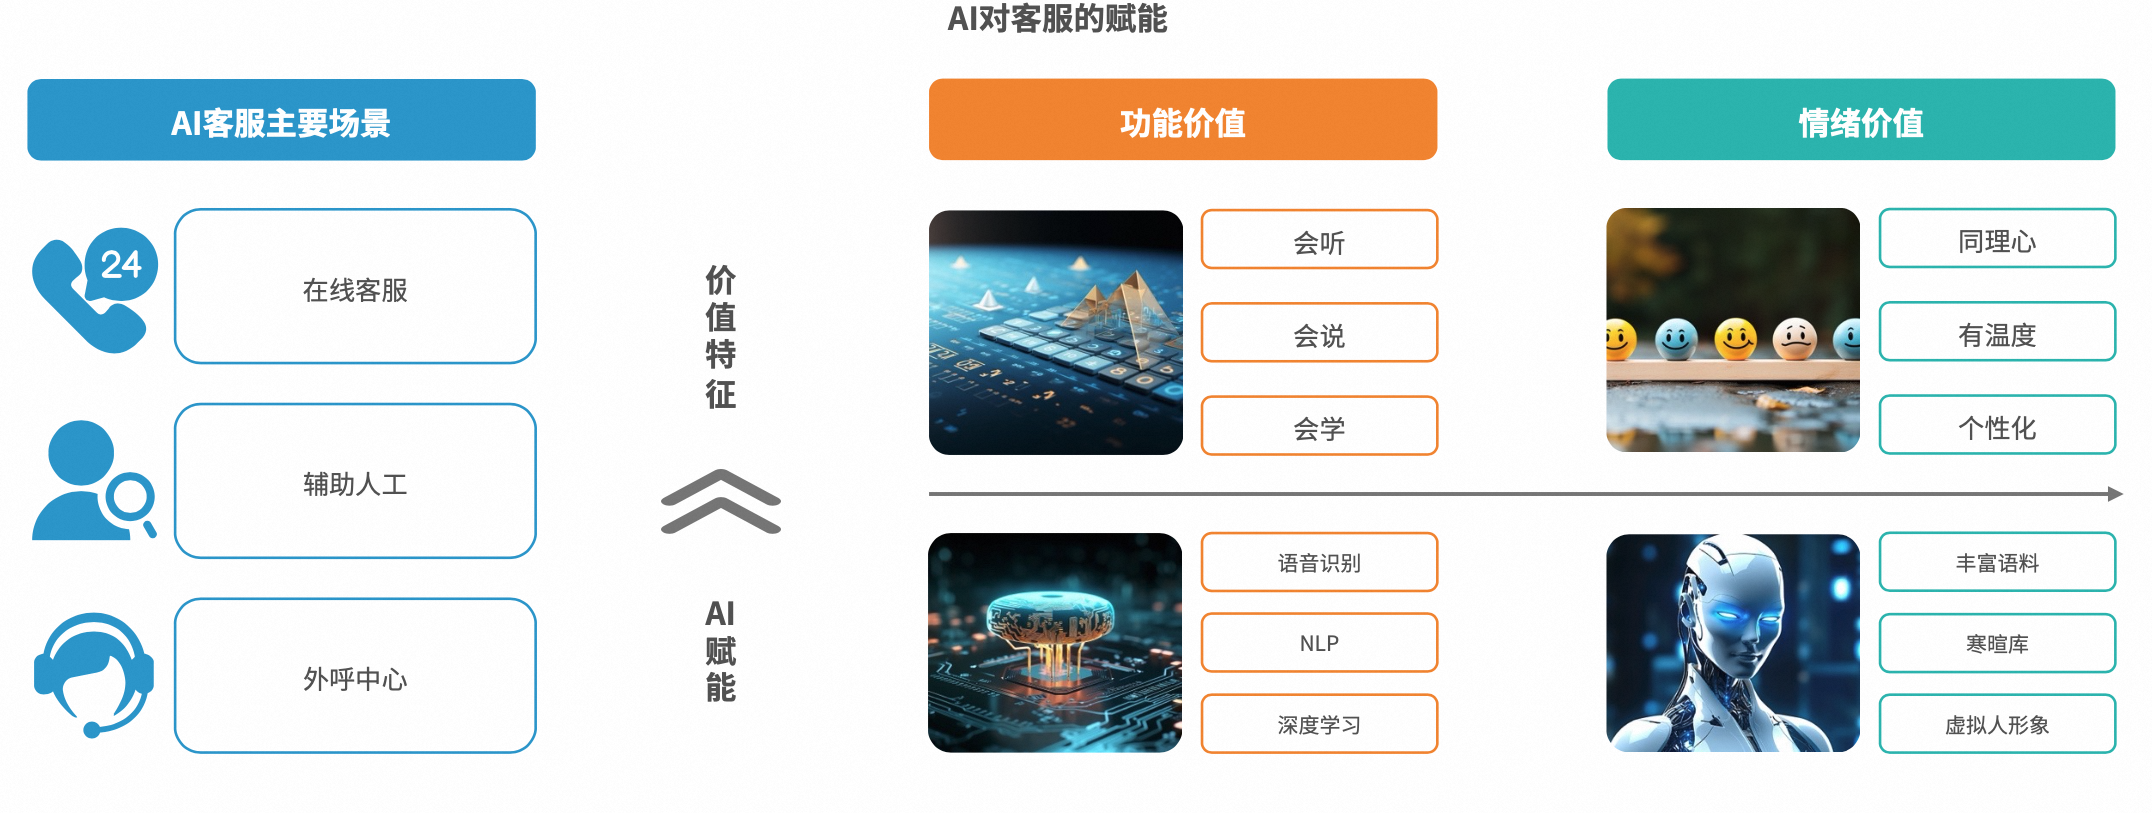 AI对客服的赋能
AI客服主要场景
24
在线客服
辅助人工
外呼中心
价值特征
AI赋能
功能价值
会听
会说
会学
语音识别
NLP
深度学习
情绪价值
同理心
有温度
个性化
丰富语料
寒暄库
虚拟人形象